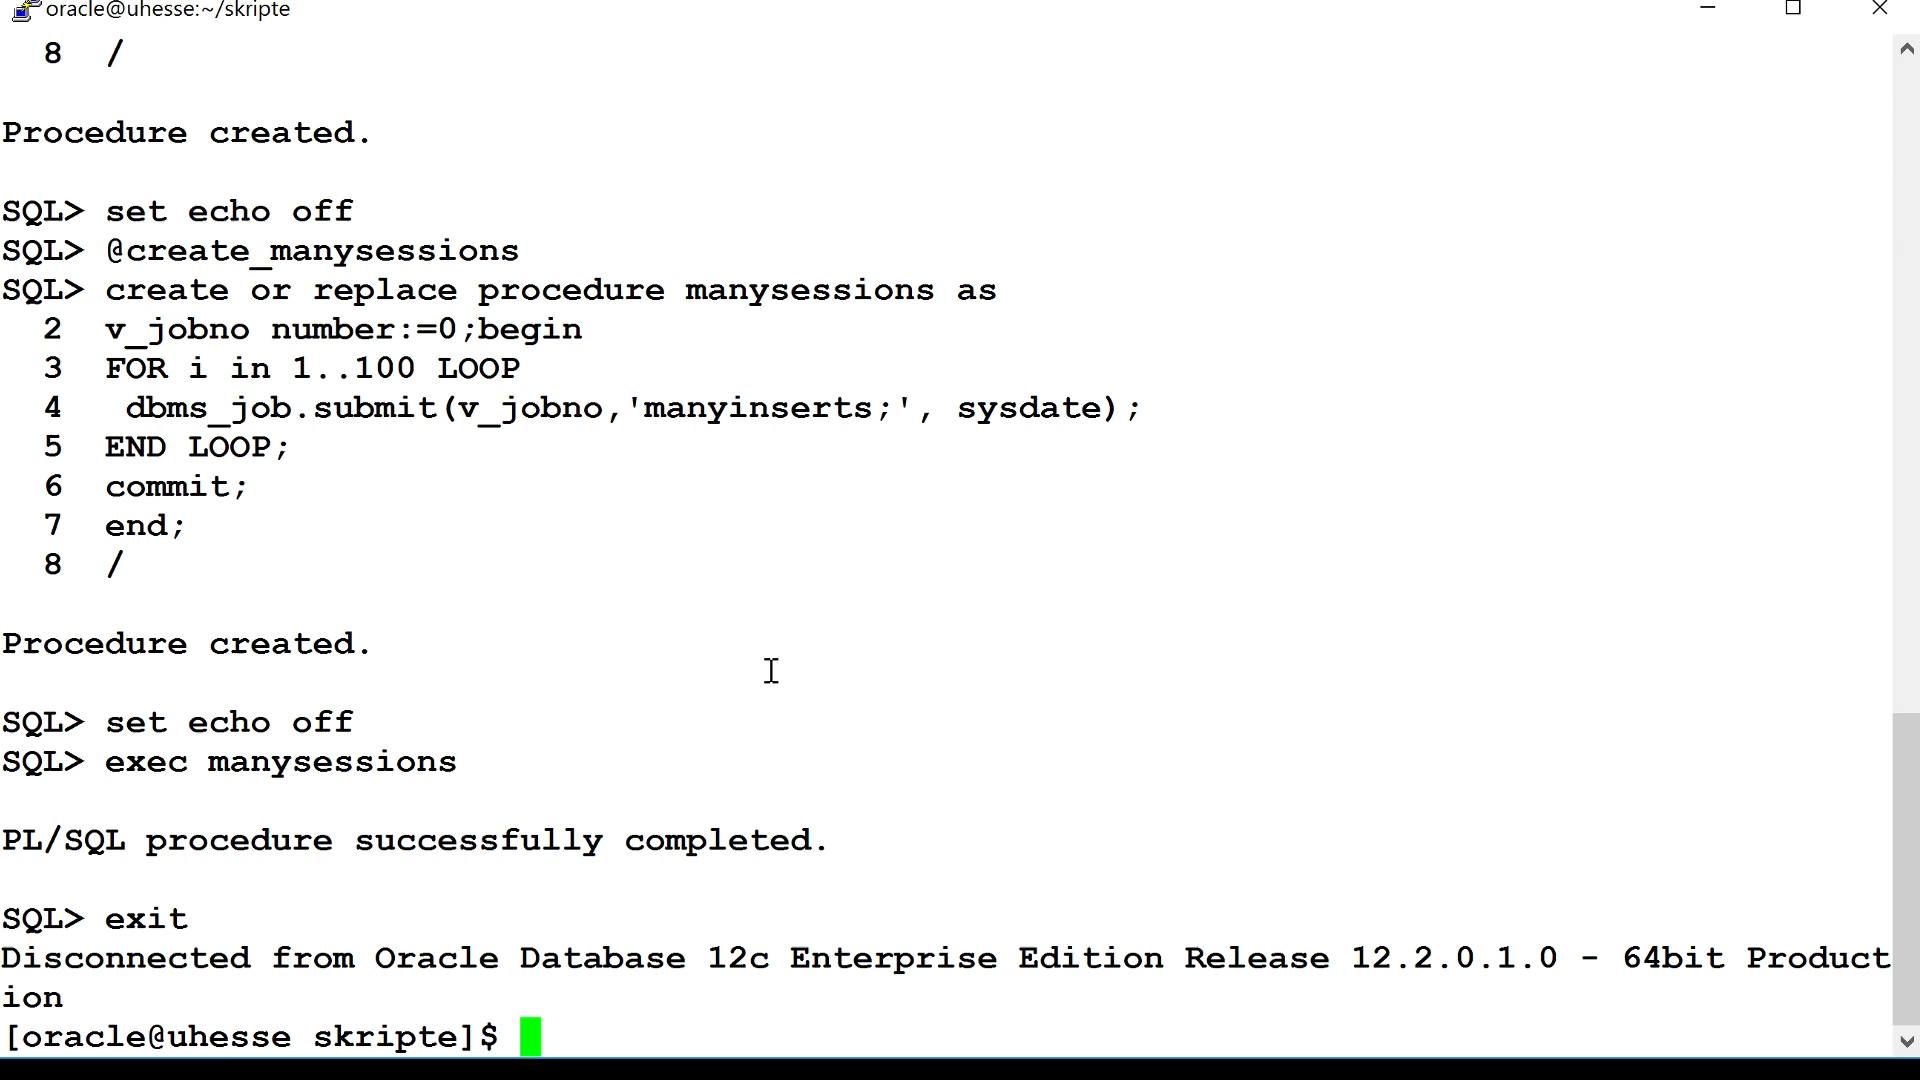 oracle@uhesse:~/skripte
8 /
Procedure created.
SQL> set echo off
SQL> @create_manysessions
SQL> create or replace procedure manysessions as
2 v_jobno number:=0;begin
3 FOR i in 1..100 LOOP
4 dbms_job.submit(v_jobno,'manyinserts;', sysdate);
5 END LOOP;
6 commit;
7 end;
8 /
Procedure created.
SQL> set echo off
SQL> exec manysessions
PL/SQL procedure successfully completed.
SQL> exit
Disconnected from Oracle Database 12c Enterprise Edition Release 12.2.0.1.0 - 64bit Product
ion
[oracle@uhesse skripte]$